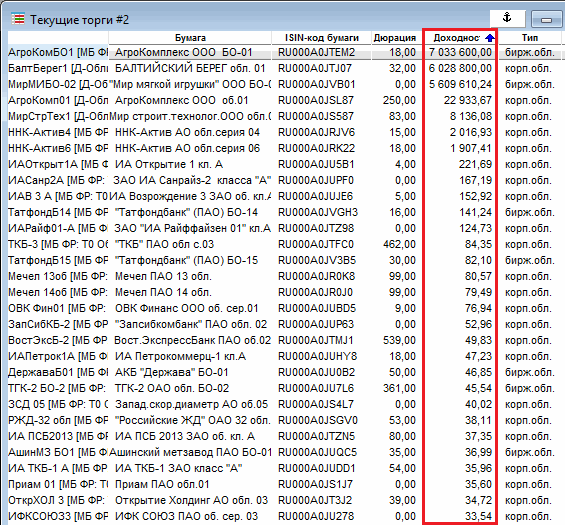 Текущие торги #2
Бумага ISIN-код бумаги Дюрация Доходност Тип
АгроКомБО1 [МБ ФР АгроКомплекс ООО БО-01 RU000A0JTEM2 18,00 7 033 600,00 бирж.обл.
БалтБерег1 [Д-Обли БАЛТИЙСКИЙ БЕРЕГ обл. 01 RU000A0JTJ07 32,00 6 028 800,00 корп.обл.
МирМИБО-02 [Д-Об "Мир мягкой игрушки" ООО БО- RU000A0JVB01 0,00 5 609 610,24 бирж.обл.
АгроКомп01 [МБ ФР АгроКомплекс ООО об.01 RU000A0JSL87 250,00 22 933,67 корп.обл.
МирСтрТех1 [Д-Обл Мир строит.технолог.ООО обл.0 RU000A0JS587 83,00 8 136,08 корп.обл.
ННК-Актив4 [МБ ФР ННК-Актив АО обл.серия 04 RU000A0JRJV6 15,00 2 016,93 корп.обл.
ННК-Актив6 [МБ ФР ННК-Актив АО обл.серия 06 RU000A0JRK22 18,00 1 907,41 корп.обл.
ИАОткрыт1А [МБ ФР ИА Открытие 1 кл. А RU000A0JU5B1 4,00 221,69 корп.обл.
ИАСанр2А [МБ ФР: ЗАО ИА Санрайз-2 класса "А" RU000A0JUPF0 0,00 167,19 корп.обл.
ИАВ 3 А [МБ ФР: Т0 ИА Возрождение 3 ЗАО об. кл.А RU000A0JUJE6 5,00 152,92 корп.обл.
ТатфондБ14 [МБ ФР "Татфондбанк" (ПАО) БО-14 RU000A0JVGH3 16,00 141,24 бирж.обл.
ИАРайф01-А [МБ ФР: ЗАО "ИА Райффайзен 01" кл.А RU000A0JTZ98 0,00 124,73 корп.обл.
ТКБ-3 [МБ ФР: Т0 Об "ТКБ" ПАО обл с.03 RU000A0JTFC0 462,00 84,35 корп.обл.
ТатфондБ15 [МБ ФР "Татфондбанк" (ПАО) БО-15 RU000A0JV3B5 30,00 82,10 бирж.обл.
Мечел 13об [МБ ФР: Мечел ПАО 13 обл. RU000A0JR0K8 99,00 80,57 корп.обл.
Мечел 14об [МБ ФР: Мечел ПАО 14 обл. RU000A0JR0J0 99,00 79,49 корп.обл.
ОВК Фин01 [МБ ФР: ОВК Финанс ООО об. сер.01 RU000A0JUBD5 9,00 76,94 корп.обл.
ЗапСибКБ-2 [МБ ФР: "Запсибкомбанк" ПАО обл. 02 RU000A0JUP63 0,00 52,96 корп.обл.
ВостЭксБ-2 [МБ ФР: Вост.ЭкспрессБанк ПАО об.02 RU000A0JTMJ1 539,00 49,83 корп.обл.
ИАПетрок1А [МБ ФР: ИА Петрокоммерц-1 кл.А RU000A0JUHY8 18,00 47,23 корп.обл.
ДержаваБ01 [МБ ФР: АКБ "Держава" БО-01 RU000A0JU0B2 50,00 46,85 бирж.обл.
ТГК-2 БО-2 [МБ ФР: ТГК-2 ОАО обл. БО-02 RU000A0JU7L6 361,00 45,54 бирж.обл.
ЗСД 05 [МБ ФР: Т0 О Запад.скор.диаметр АО об.05 RU000A0JS4L7 0,00 40,02 корп.обл.
РЖД-32 обл [МБ ФР: "Российские ЖД" ОАО 32 обл. RU000A0JSGV0 53,00 38,11 корп.обл.
ИА ПСБ2013 [МБ ФР: ИА ПСБ 2013 ЗАО об. кл. А RU000A0JTZN5 80,00 37,35 корп.обл.
АшинМЗ БО1 [МБ ФР: Ашинский метзавод ПАО БО-01 RU000A0JUQC5 35,00 36,99 бирж.обл.
ИА ТКБ-1 А [МБ ФР: ИА ТКБ-1 ЗАО класс "А" RU000A0JUDD1 54,00 35,96 корп.обл.
Приам 01 [МБ ФР: Т0 Приам ПАО обл.01 RU000A0JS1J7 0,00 35,60 корп.обл.
ОткрХОЛ 3 [МБ ФР: Открытие Холдинг АО обл. 03 RU000A0JT3J2 39,00 34,72 корп.обл.
ИФКСОЮЗ3 [МБ ФР: ИФК СОЮЗ ПАО об. сер. 03 RU000A0JU278 0,00 33,54 корп.обл.